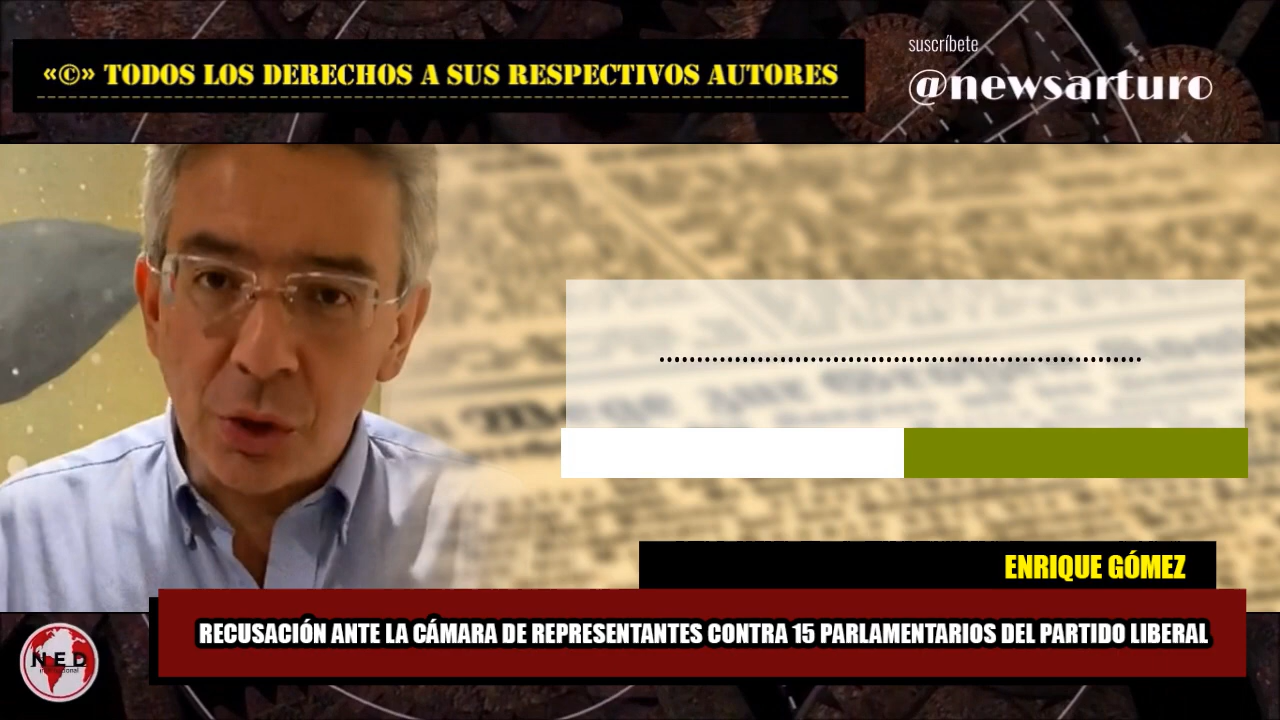 «©» TODOS LOS DERECHOS A SUS RESPECTIVOS AUTORES
suscríbete
@newsarturo
ENRIQUE GÓMEZ
RECUSACIÓN ANTE LA CÁMARA DE REPRESENTANTES CONTRA 15 PARLAMENTARIOS DEL PARTIDO LIBERAL
NED